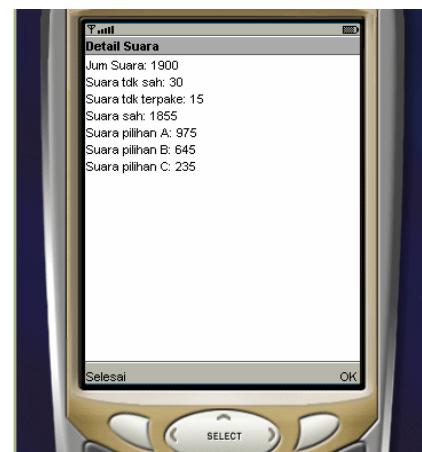 Detail Suara
Jum Suara: 1900
Suara tdk sah: 30
Suara tdk terpake: 15
Suara sah: 1855
Suara pilihan A: 975
Suara pilihan B: 645
Suara pilihan C: 235
Selesai OK
SELECT